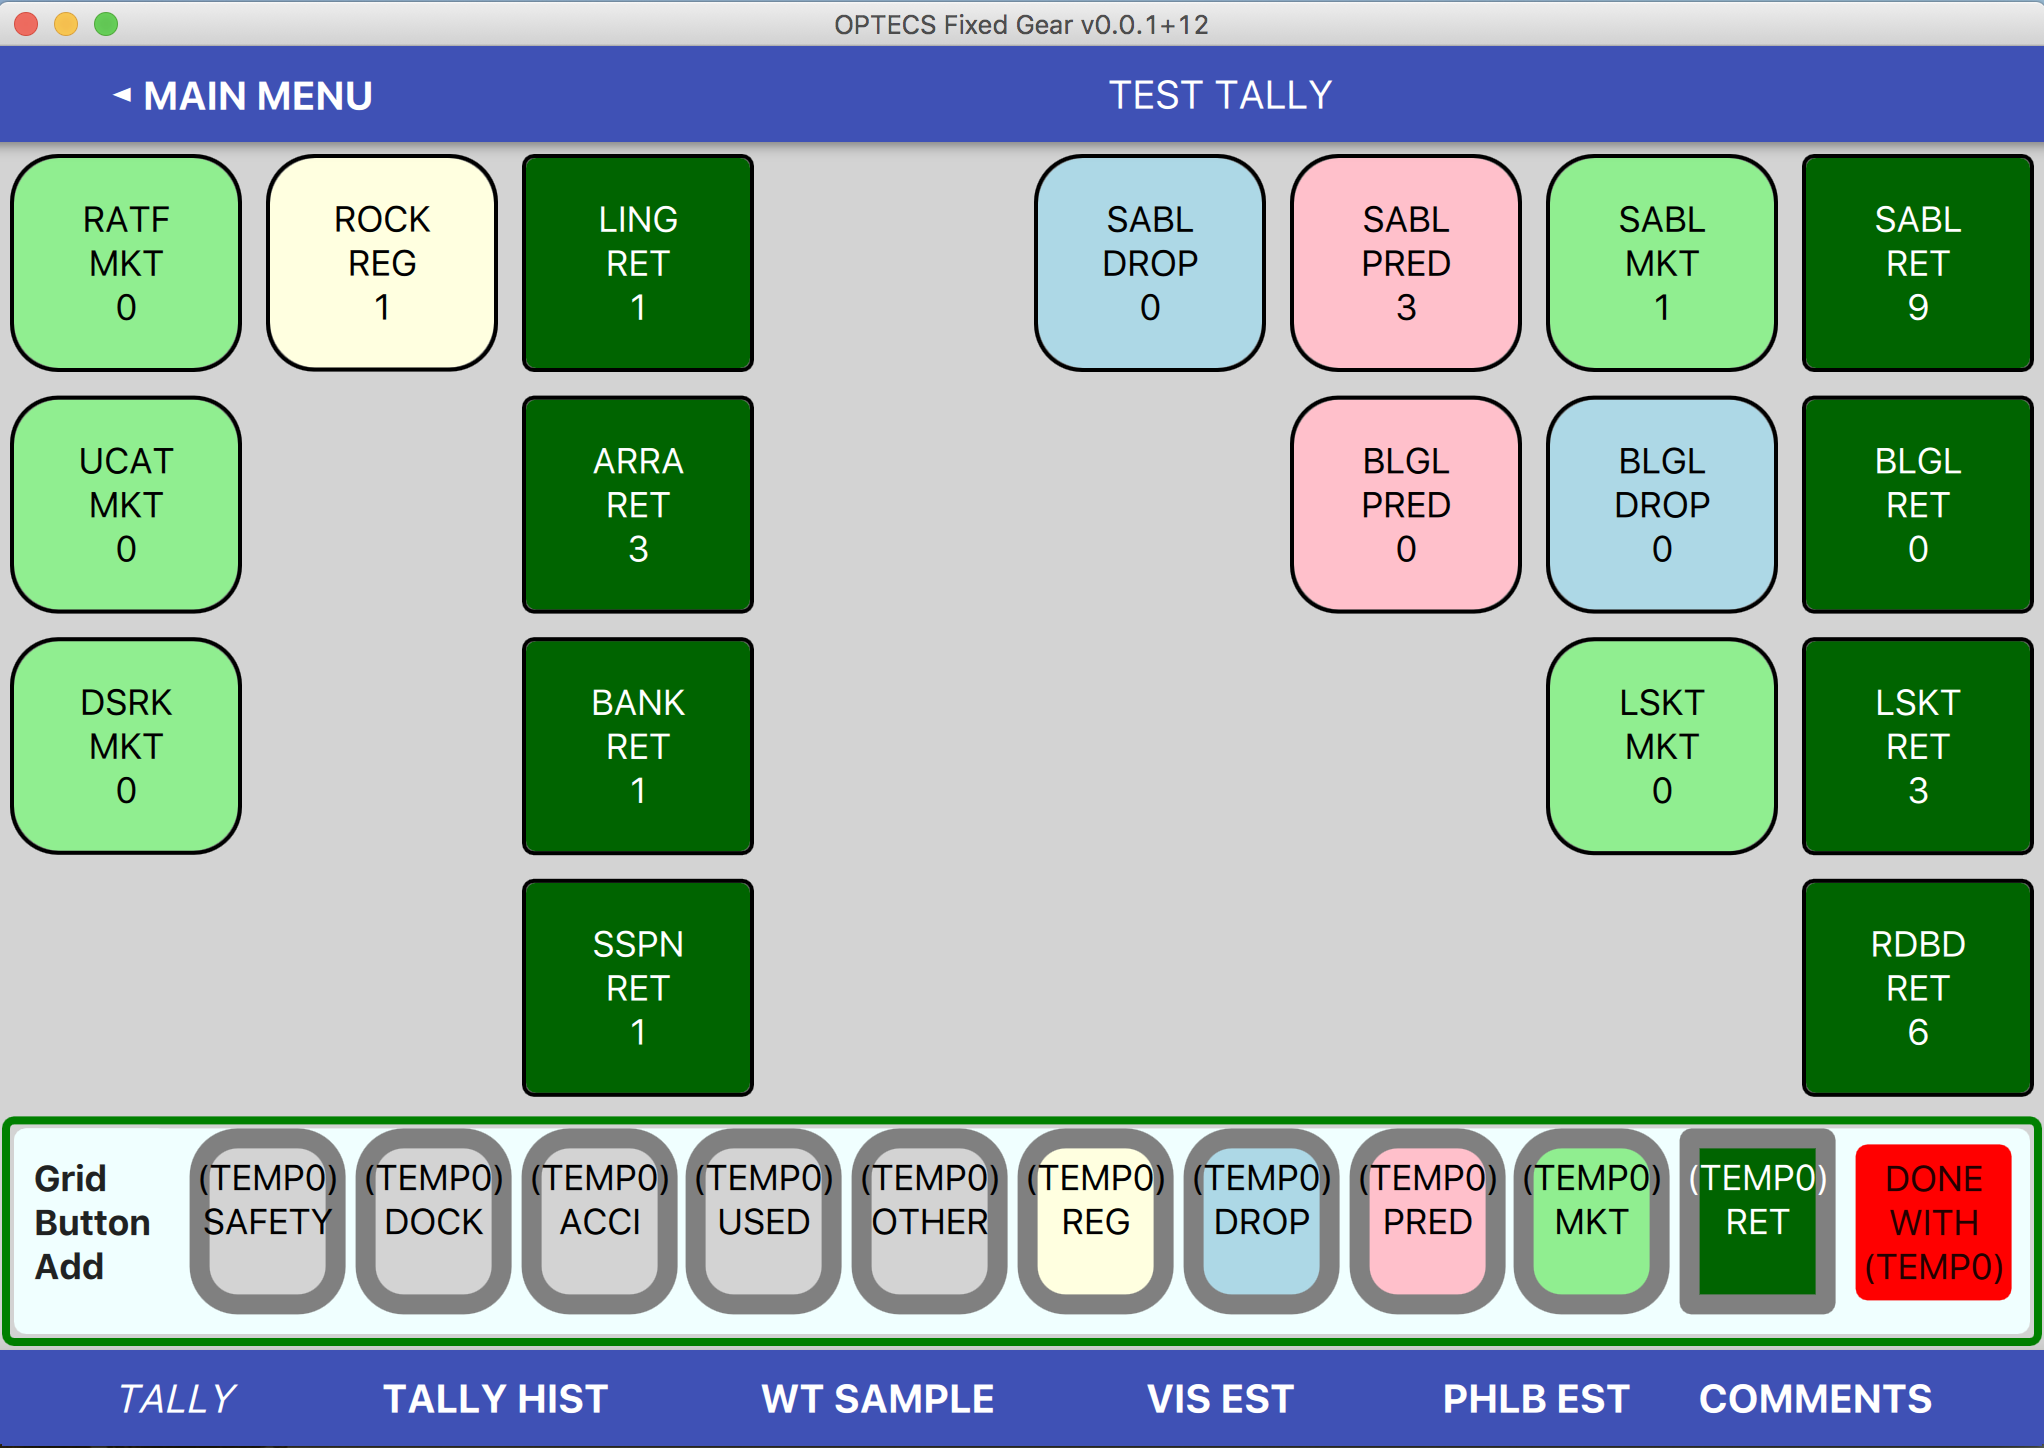 OPTECS Fixed Gear v0.0.1+12
◄ MAIN MENU
TEST TALLY
RATF
MKT
0
ROCK
REG
1
LING
RET
1
SABL
DROP
0
SABL
PRED
3
SABL
MKT
1
SABL
RET
9
UCAT
MKT
0
ARRA
RET
3
BLGL
PRED
0
BLGL
DROP
0
BLGL
RET
0
DSRK
MKT
0
BANK
RET
1
LSKT
MKT
0
LSKT
RET
3
SSPN
RET
1
RDBD
RET
6
Grid
Button
Add
(TEMP0)
SAFETY
(TEMP0)
DOCK
(TEMP0)
ACCI
(TEMP0)
USED
(TEMP0)
OTHER
(TEMP0)
REG
(TEMP0)
DROP
(TEMP0)
PRED
(TEMP0)
MKT
(TEMP0)
RET
DONE
WITH
(TEMP0)
TALLY
TALLY HIST
WT SAMPLE
VIS EST
PHLB EST
COMMENTS